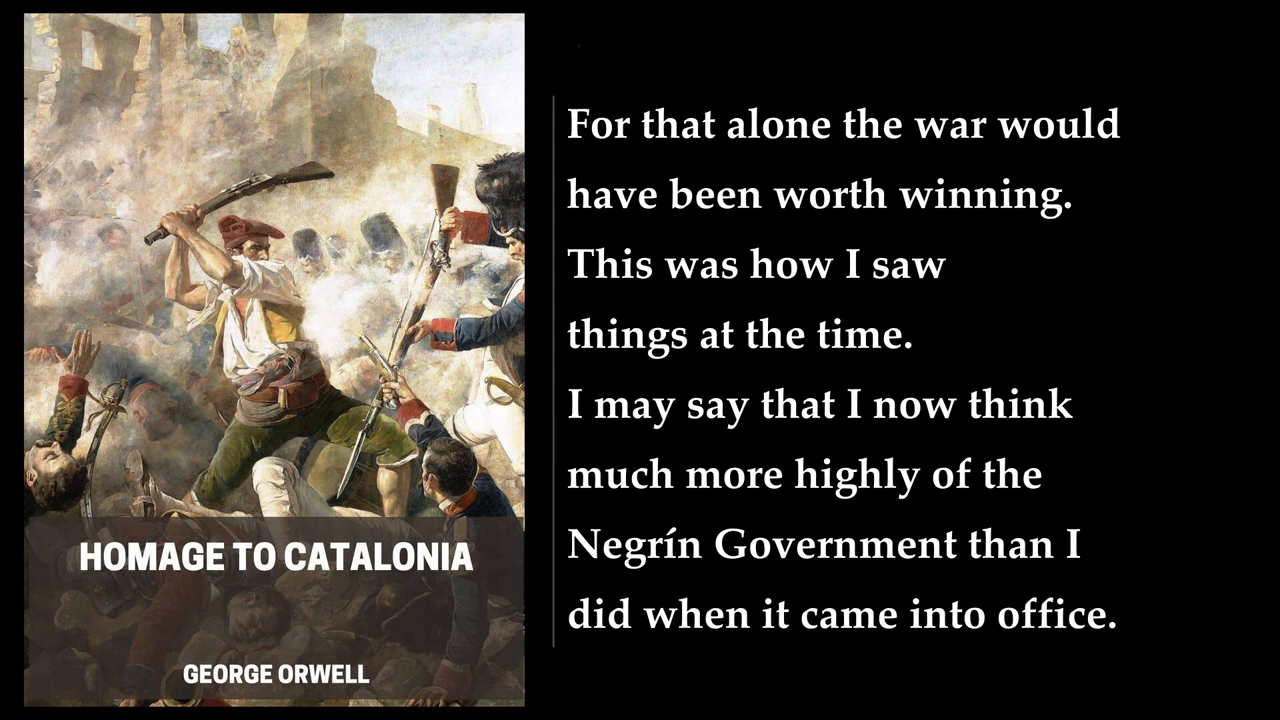 HOMAGE TO CATALONIA
GEORGE ORWELL
For that alone the war would
have been worth winning.
This was how I saw
things at the time.
I may say that I now think
much more highly of the
Negrín Government than I
did when it came into office.